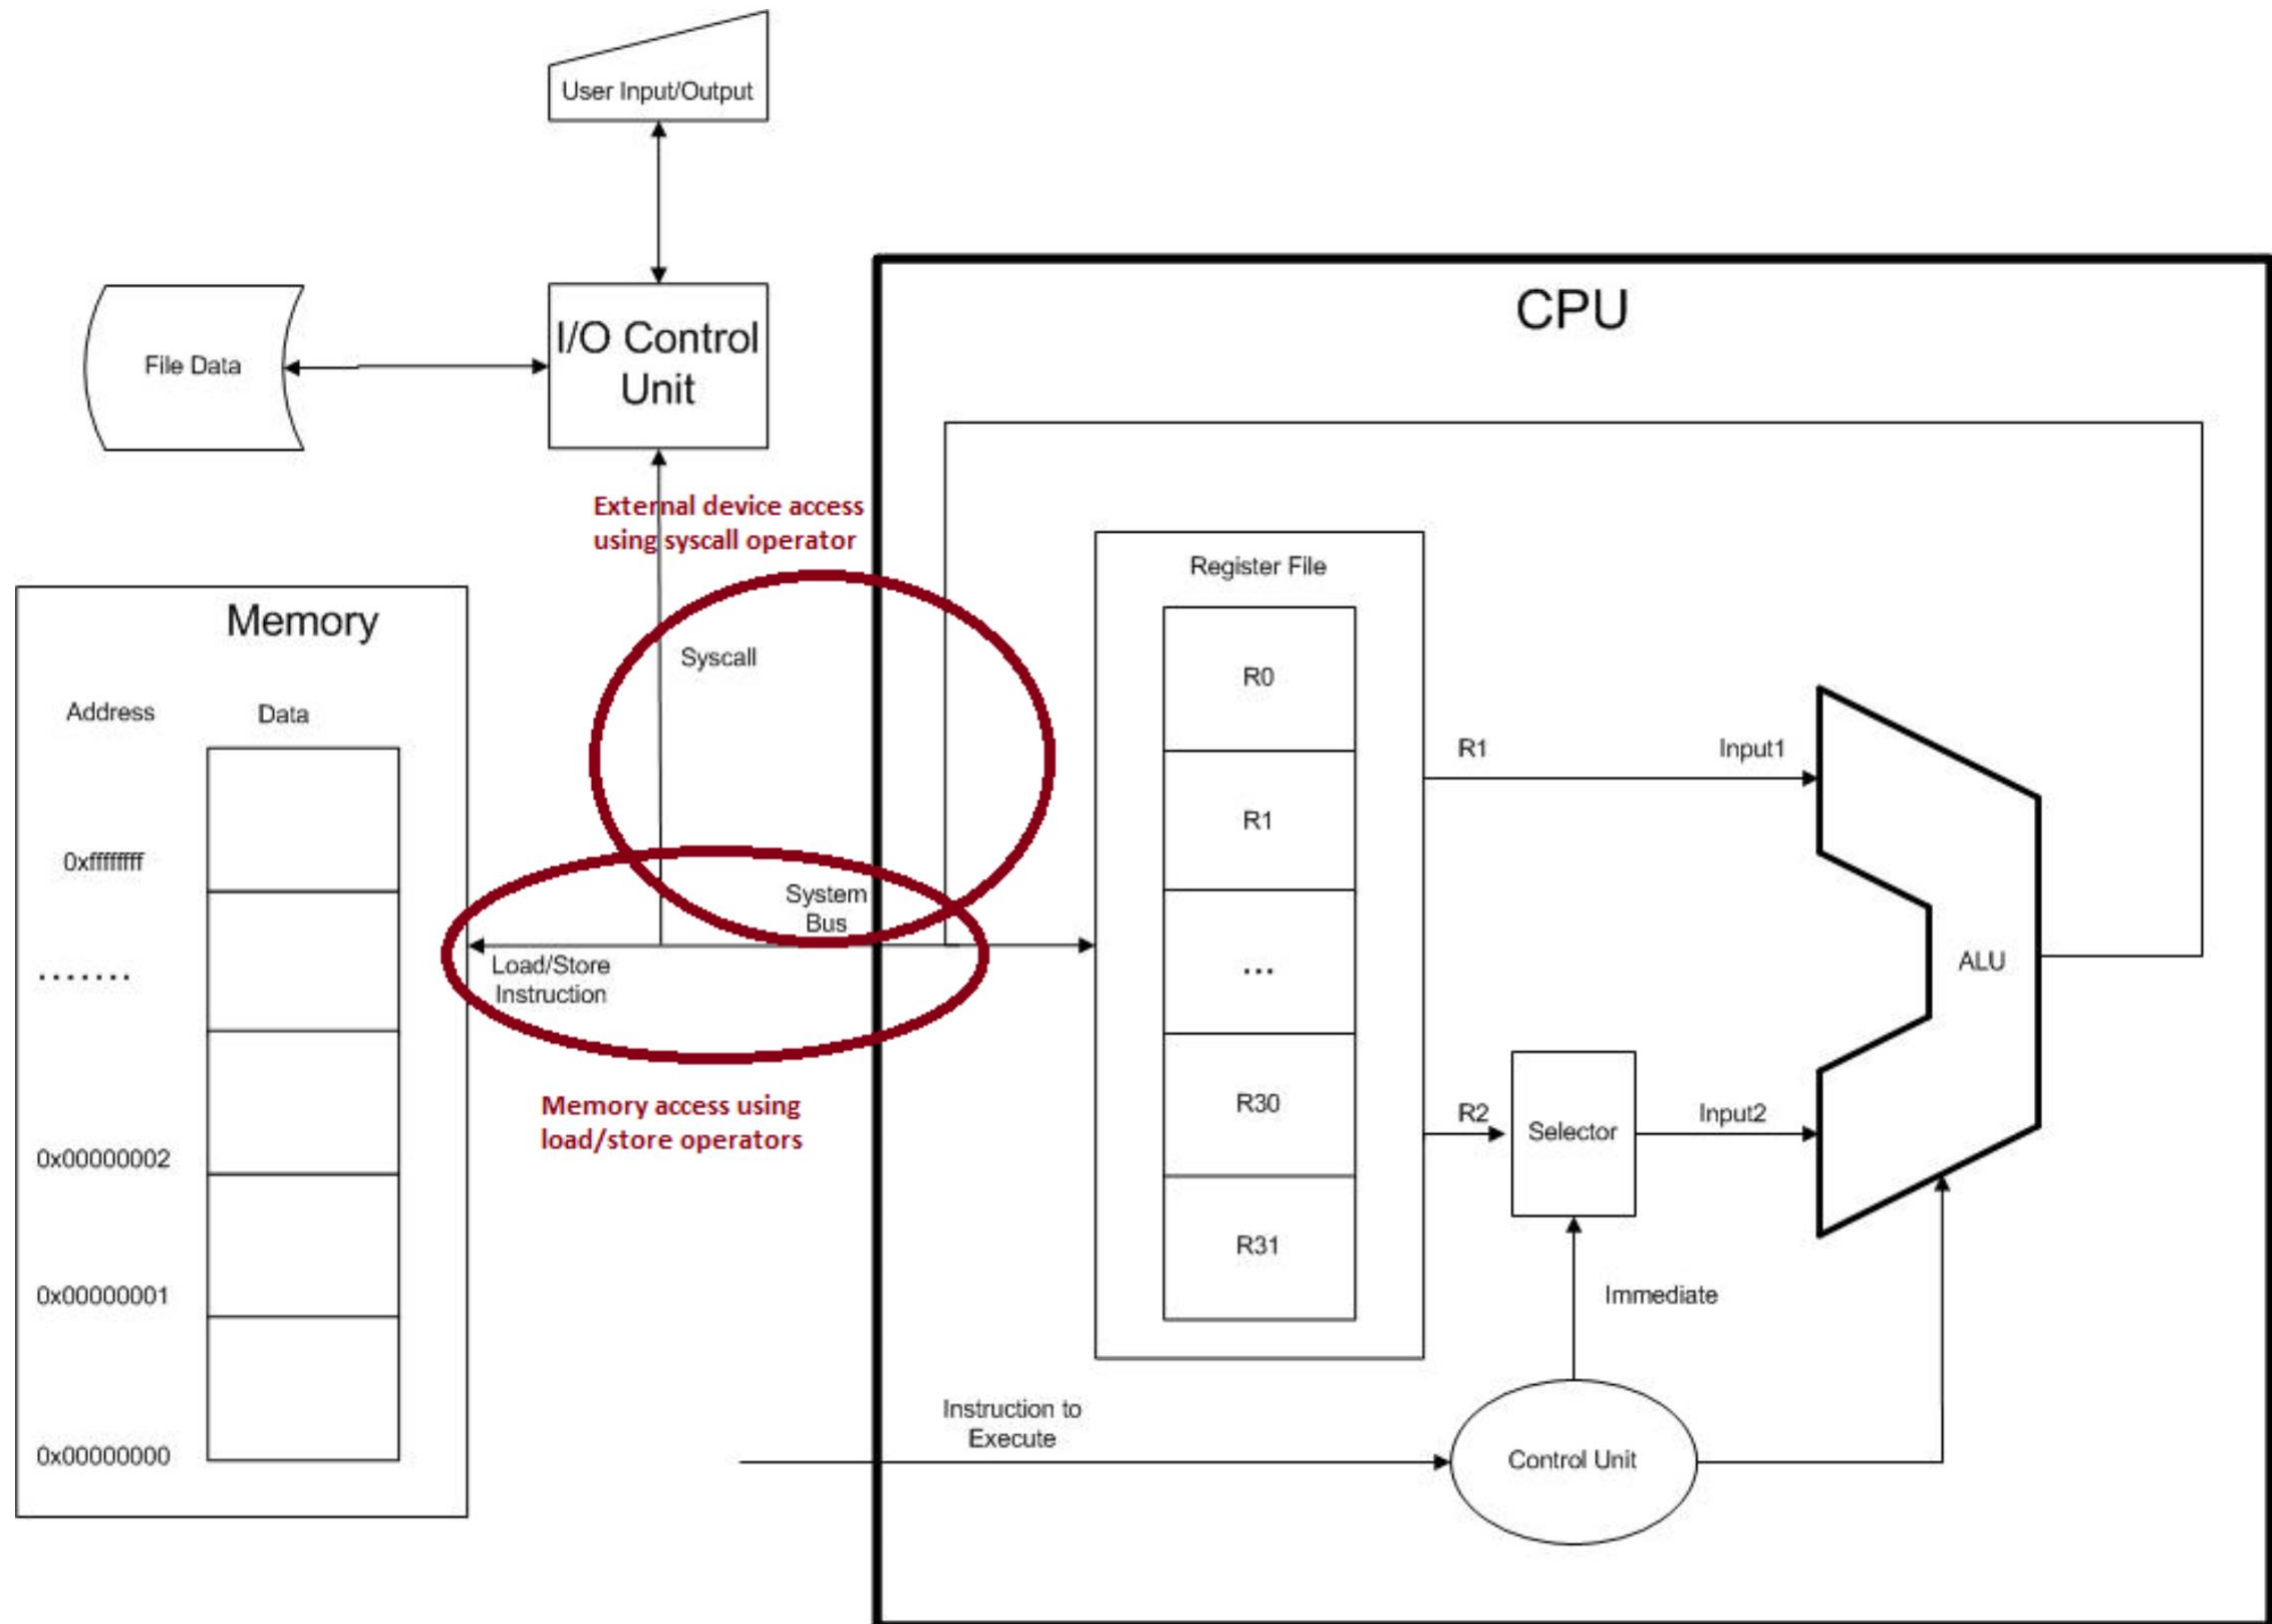 User Input/Output
CPU
I/O Control
Unit
File Data
External device access
using syscall operator
Register File
Memory
Syscall
R0
Address
Data
R1
Input1
R1
0xffffffff
System
Bus
.......
Load/Store
Instruction
...
ALU
Memory access using
load/store operators
R30
R2
Selector
Input2
0x00000002
R31
0x00000001
Immediate
Instruction to
Execute
0x00000000
Control Unit